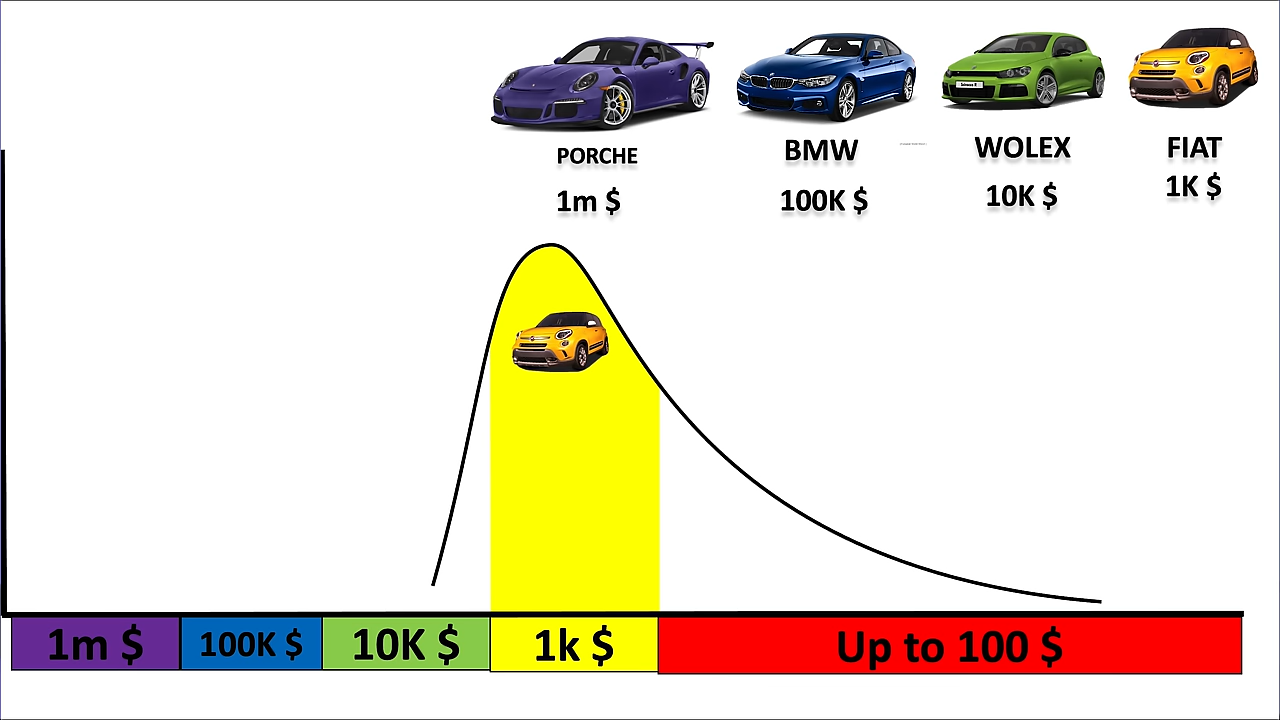 PORCHE
BMW
WOLEX
FIAT
1m $
100K $
10K $
1K $
1m $
100K $
10K $
1k $
Up to 100 $